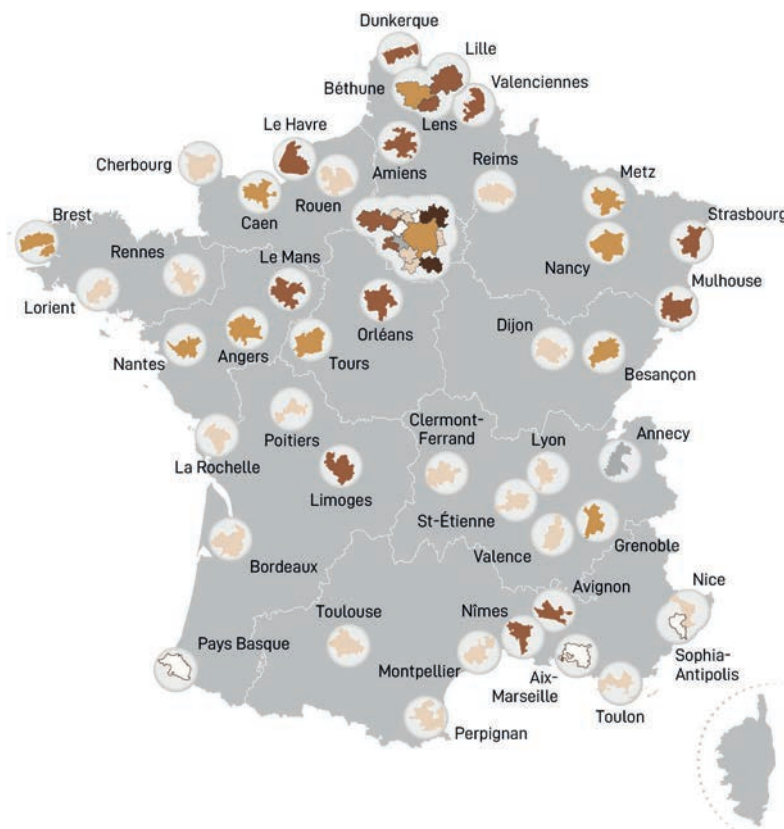 Dunkerque
Lille
Béthune
Valenciennes
Lens
Le Havre
Amiens
Cherbourg
Reims
Metz
Rouen
Caen
Brest
Strasbourg
Rennes
Le Mans
Nancy
Mulhouse
Lorient
Orléans
Dijon
Nantes
Angers
Tours
Besançon
Clermont-
Ferrand
Lyon
Annecy
Poitiers
La Rochelle
Limoges
St-Étienne
Valence
Grenoble
Bordeaux
Avignon
Nice
Toulouse
Nîmes
Pays Basque
Montpellier
Aix-
Marseille
Sophia-
Antipolis
Toulon
Perpignan